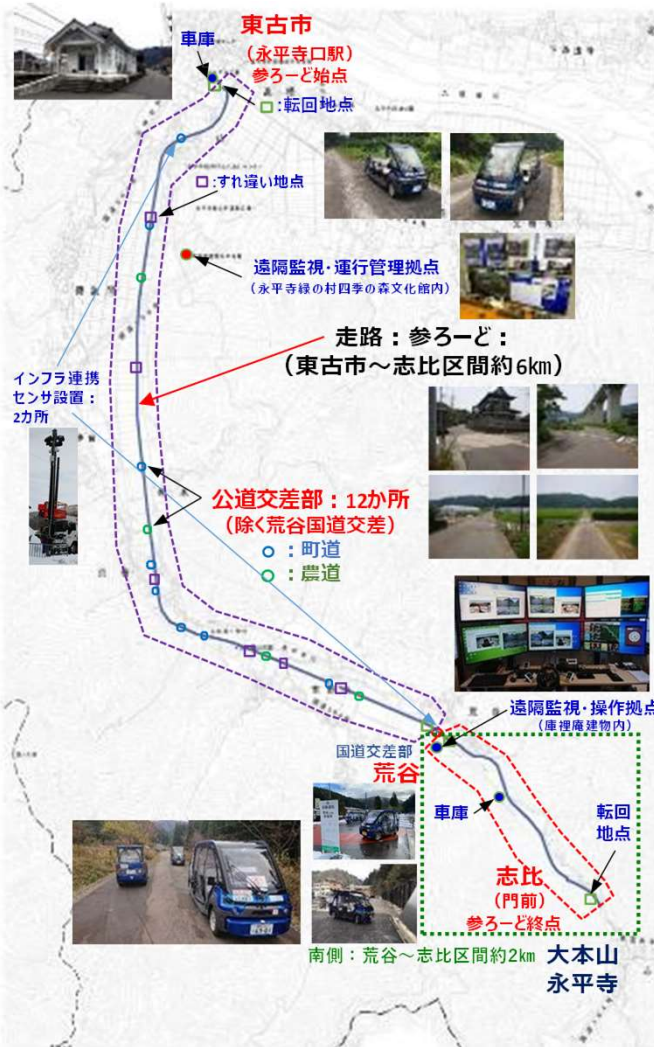 東古市
（永平寺口駅）
参ろーど始点
車庫
：転回地点
：すれ違い地点
遠隔監視・運行管理拠点
（永平寺緑の村四季の森文化館内）
走路：参ろーど：
（東古市～志比区間約6km）
インフラ連携
センサ設置：
2カ所
公道交差部：12か所
（除く荒谷国道交差）
：町道
：農道
遠隔監視・操作拠点
（庫裡庵建物内）
国道交差部
荒谷
車庫
転回
地点
志比
（門前）
参ろーど終点
南側：荒谷～志比区間約2km
大本山
永平寺